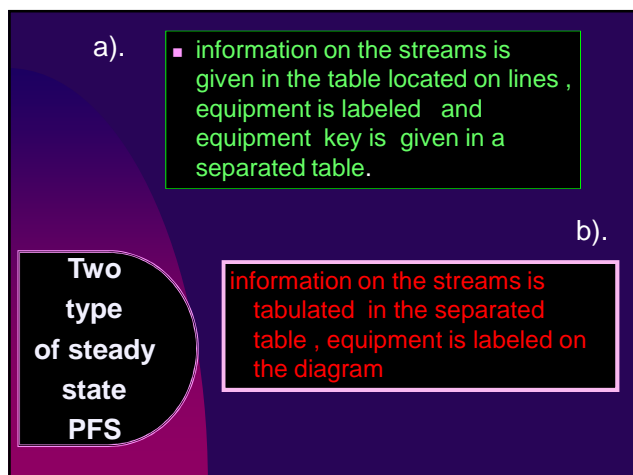 a).
▪ information on the streams is
given in the table located on lines ,
equipment is labeled and
equipment key is given in a
separated table.
b).
Two
type
of steady
state
PFS
information on the streams is
tabulated in the separated
table , equipment is labeled on
the diagram